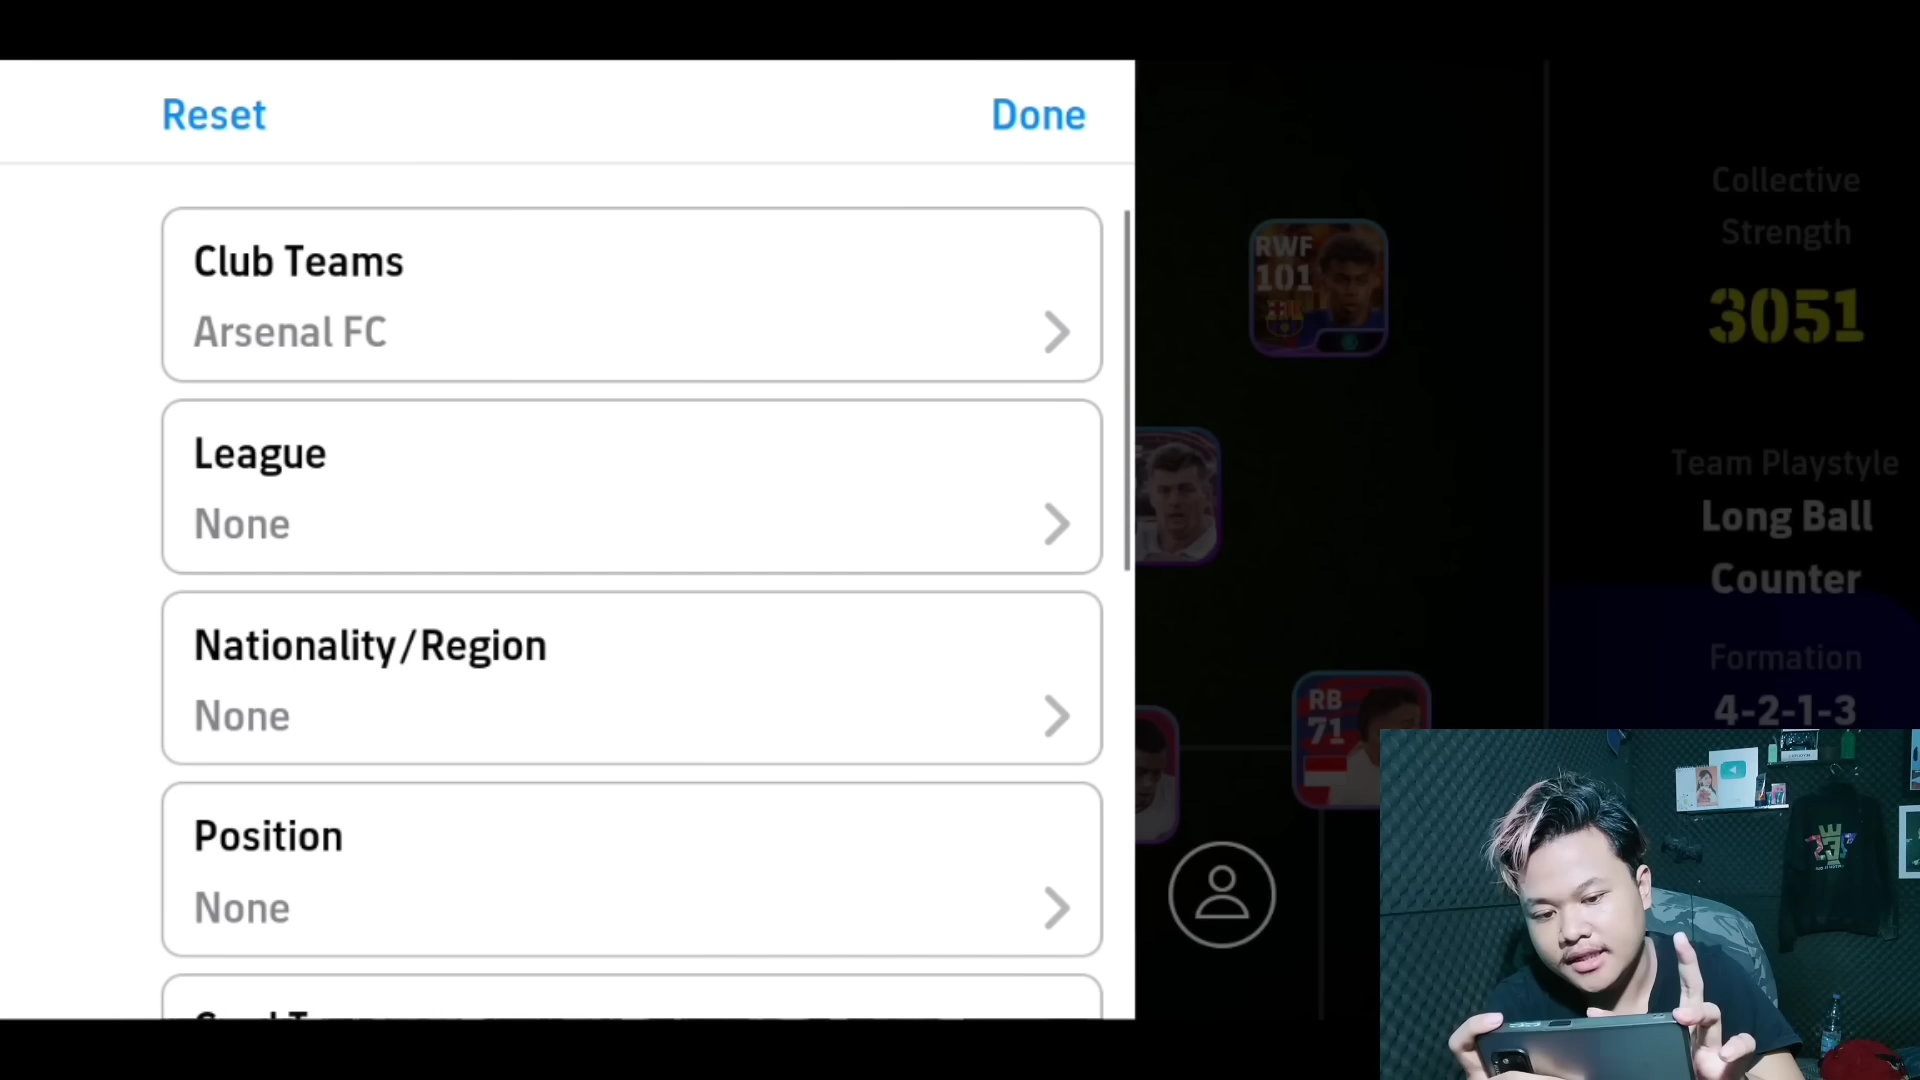 Reset
Done
Club Teams
Arsenal FC
League
None
Nationality/Region
None
Position
None
RWF
101
RB
71
Collective
Strength
3051
Team Playstyle
Long Ball
Counter
Formation
4-2-1-3